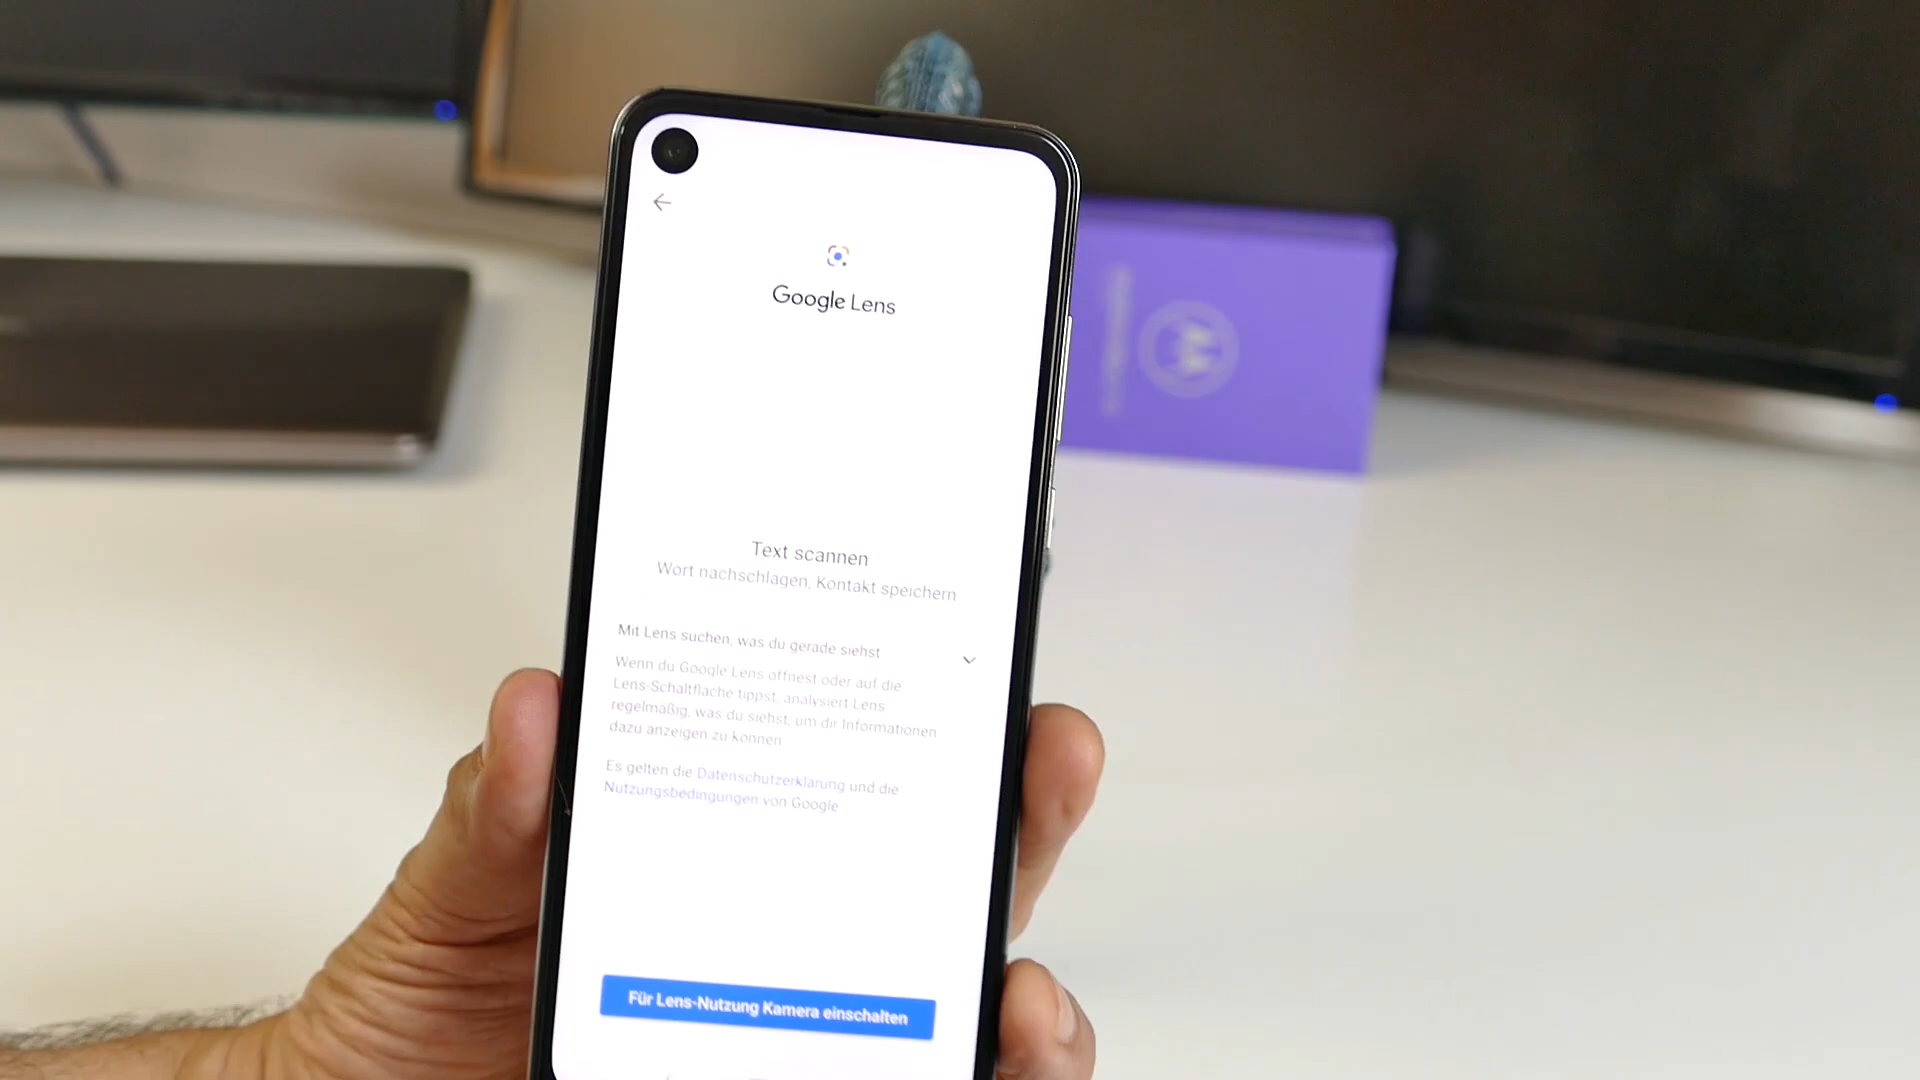 Google Lens
Text scannen
Wort nachschlagen, Kontakt speichern
Mit Lens suchen, was du gerade siehst
Wenn du Google Lens öffnest oder auf die
Lens-Schaltfläche tippst, analysiert Lens
regelmäßig, was du siehst, um dir Informationen
dazu anzeigen zu können
Es gelten die Datenschutzerklärung und die
Nutzungsbedingungen von Google
Für Lens-Nutzung Kamera einschalten